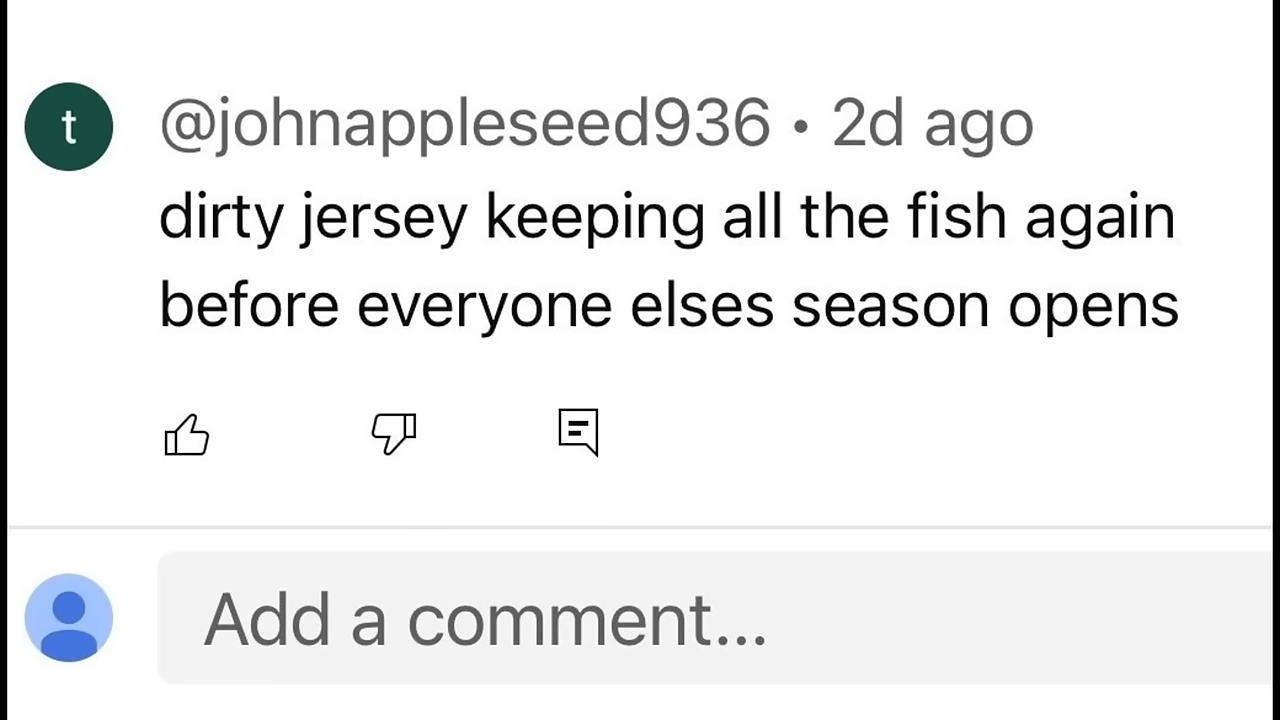 t
@johnappleseed936 • 2d ago
dirty jersey keeping all the fish again
before everyone elses season opens
Add a comment...